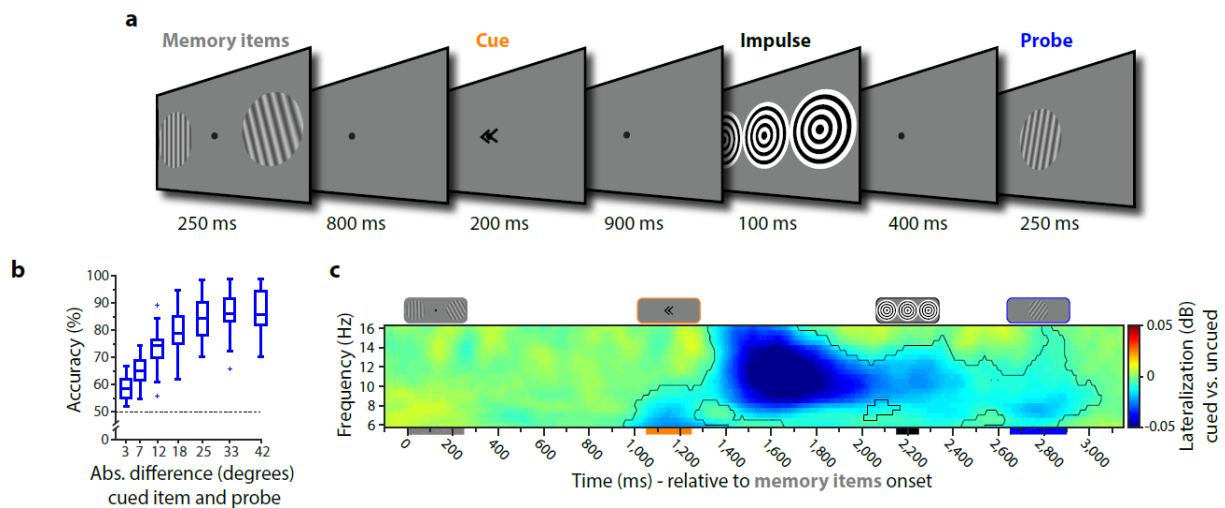 a
Memory items
Cue
Impulse
Probe
250 ms
800 ms
200 ms
900 ms
100 ms
400 ms
250 ms
b
Accuracy (%)
100
90
80
70
60
50
0
3 7 12 18 25 33 42
Abs. difference (degrees)
cued item and probe
c
Frequency (Hz)
16
14
12
10
8
6
0 200 400 600 800 1,000 1,200 1,400 1,600 1,800 2,000 2,200 2,400 2,600 2,800 3,000
Time (ms) - relative to memory items onset
0.05
0
-0.05
Lateralization (dB)
cued vs. uncued